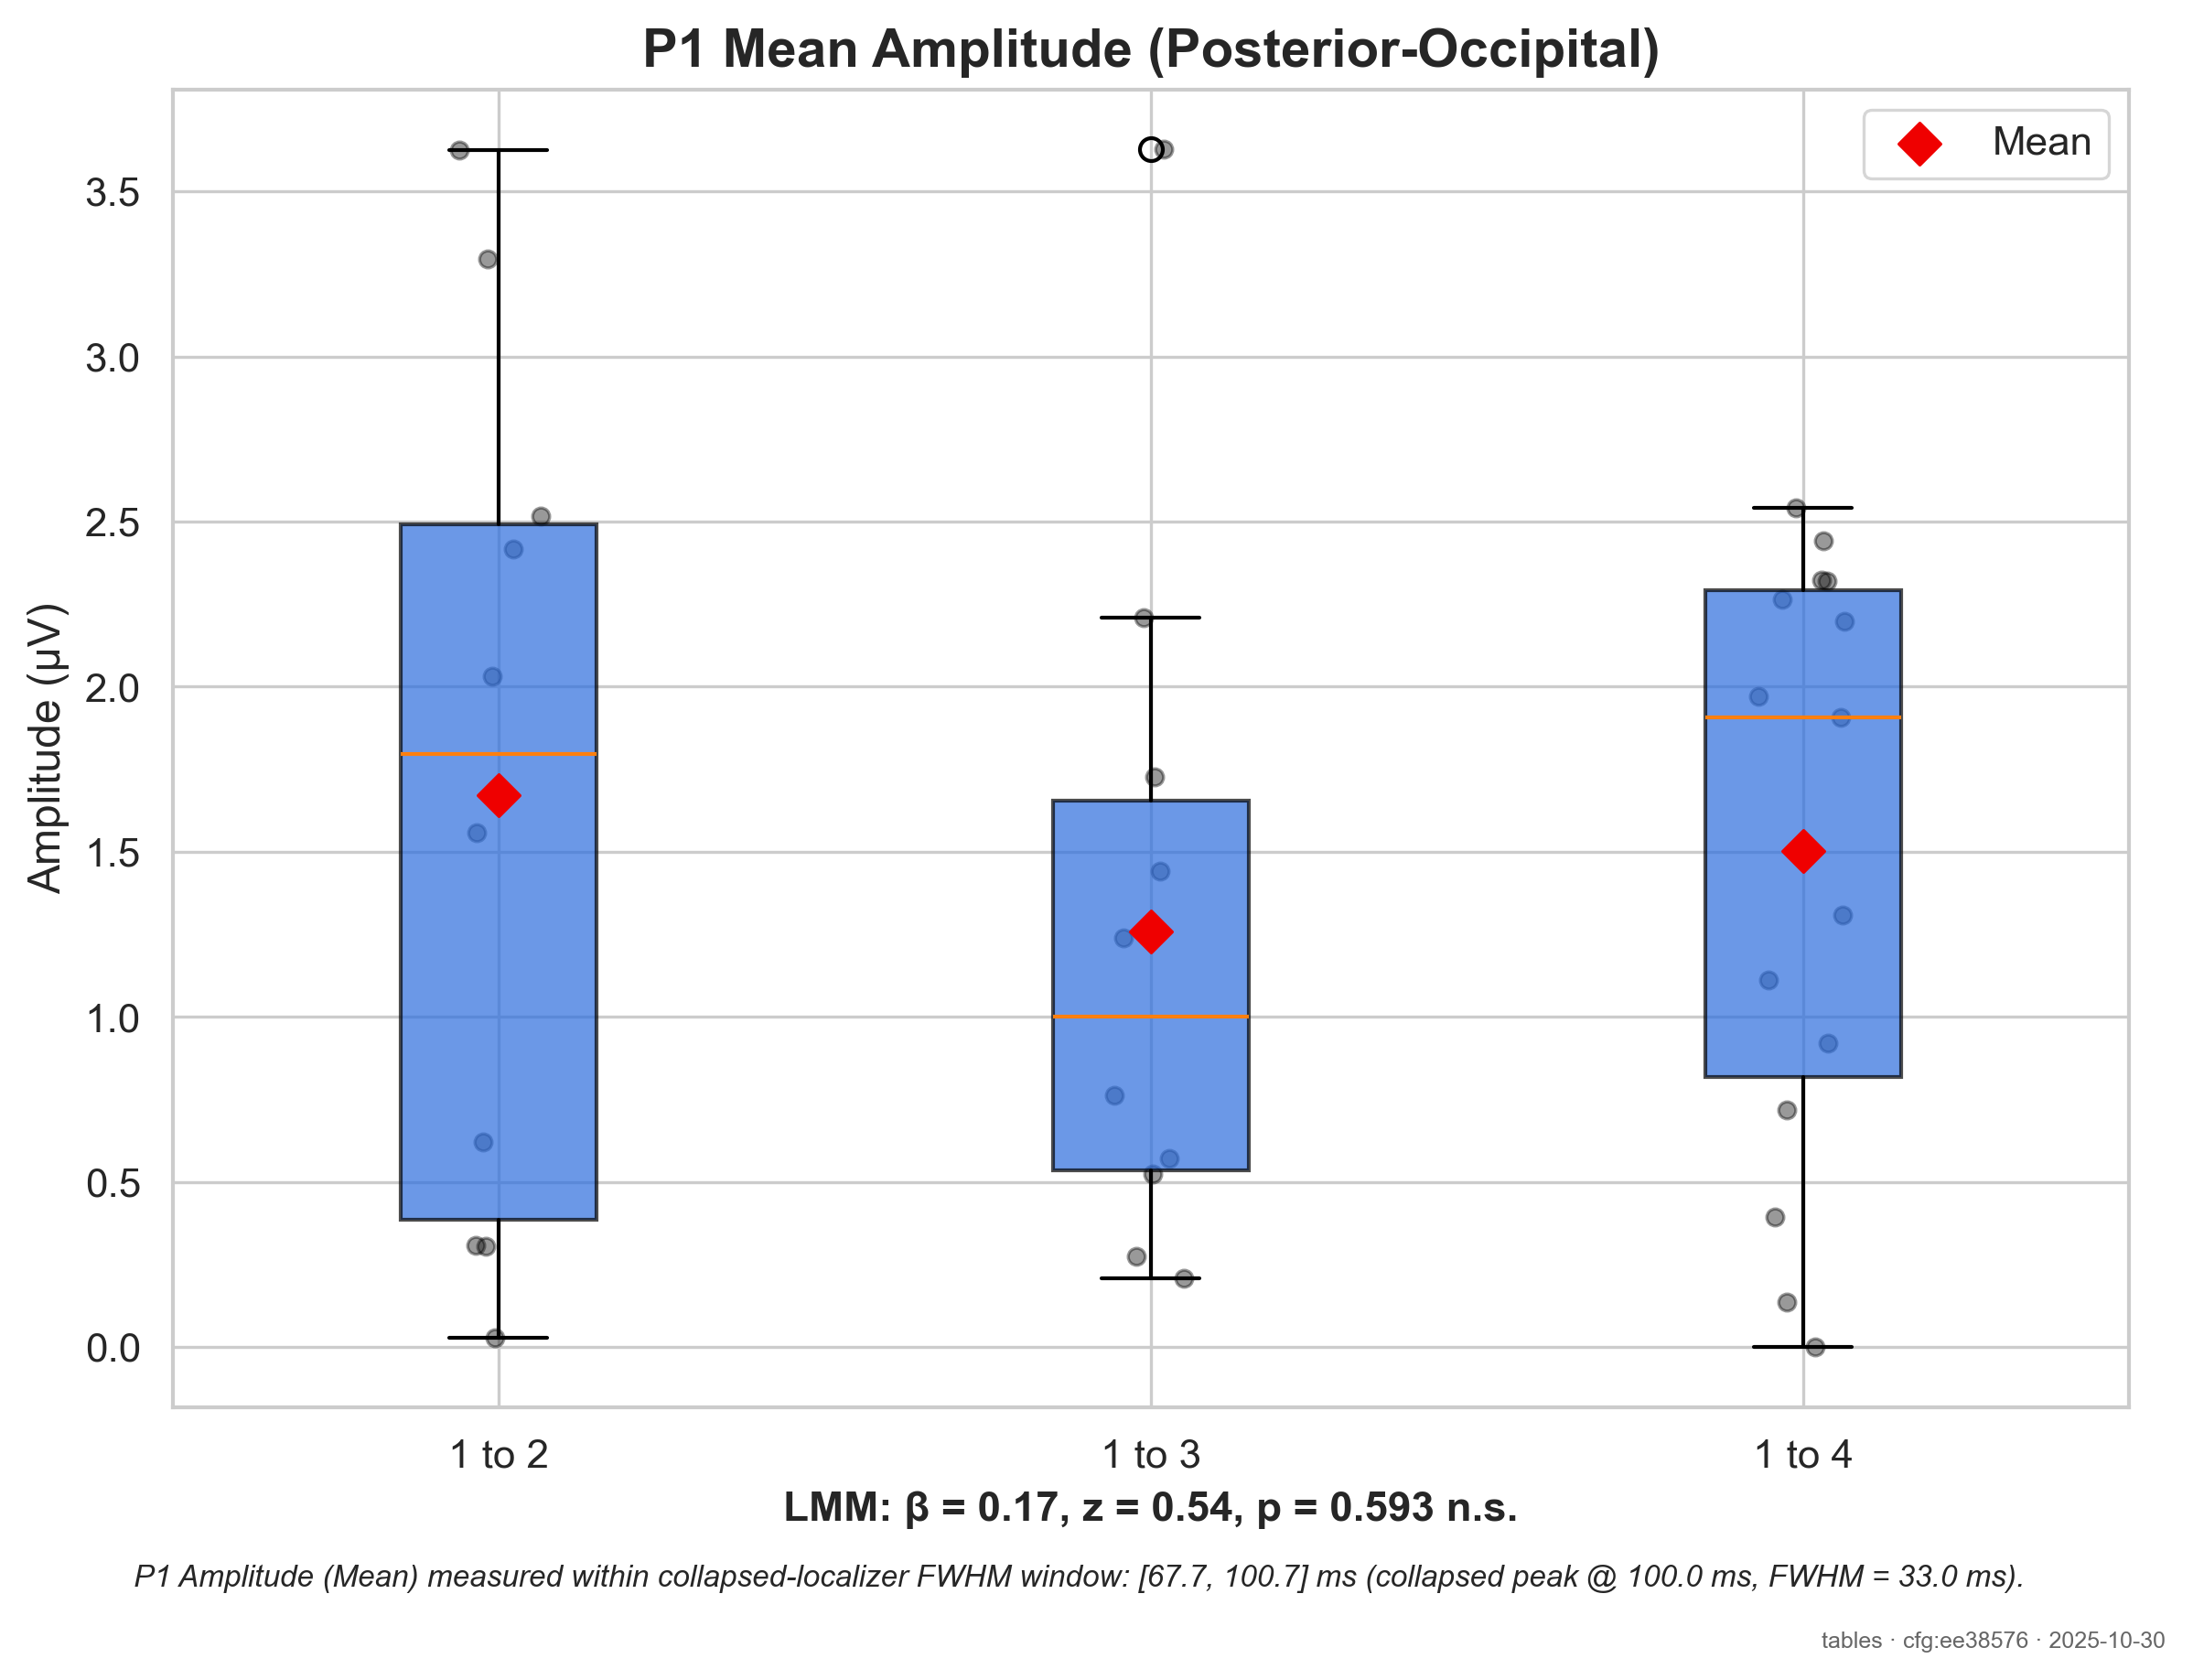 P1 Mean Amplitude (Posterior-Occipital)
Mean
3.5
3.0
2.5
2.0
1.5
1.0
0.5
0.0
Amplitude (µV)
1 to 2
1 to 3
1 to 4
LMM: β = 0.17, z = 0.54, p = 0.593 n.s.
P1 Amplitude (Mean) measured within collapsed-localizer FWHM window: [67.7, 100.7] ms (collapsed peak @ 100.0 ms, FWHM = 33.0 ms).
tables · cfg:ee38576 · 2025-10-30